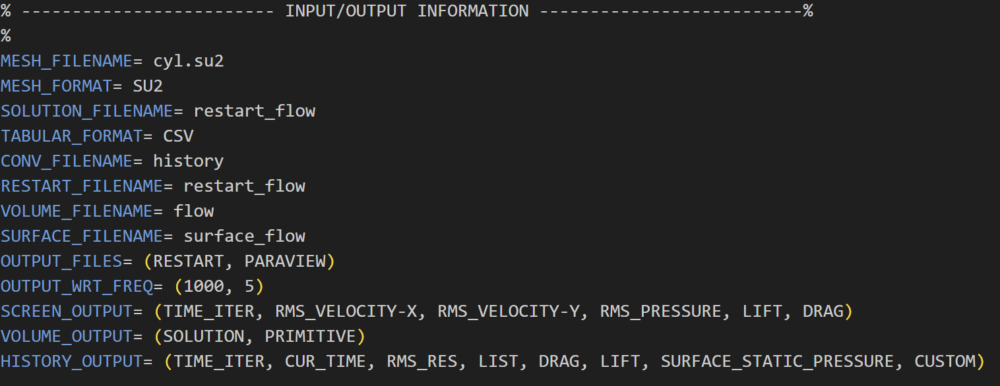 % ------------------------- INPUT/OUTPUT INFORMATION --------------------------%
%
MESH_FILENAME= cyl.su2
MESH_FORMAT= SU2
SOLUTION_FILENAME= restart_flow
TABULAR_FORMAT= CSV
CONV_FILENAME= history
RESTART_FILENAME= restart_flow
VOLUME_FILENAME= flow
SURFACE_FILENAME= surface_flow
OUTPUT_FILES= (RESTART, PARAVIEW)
OUTPUT_WRT_FREQ= (1000, 5)
SCREEN_OUTPUT= (TIME_ITER, RMS_VELOCITY-X, RMS_VELOCITY-Y, RMS_PRESSURE, LIFT, DRAG)
VOLUME_OUTPUT= (SOLUTION, PRIMITIVE)
HISTORY_OUTPUT= (TIME_ITER, CUR_TIME, RMS_RES, LIST, DRAG, LIFT, SURFACE_STATIC_PRESSURE, CUSTOM)